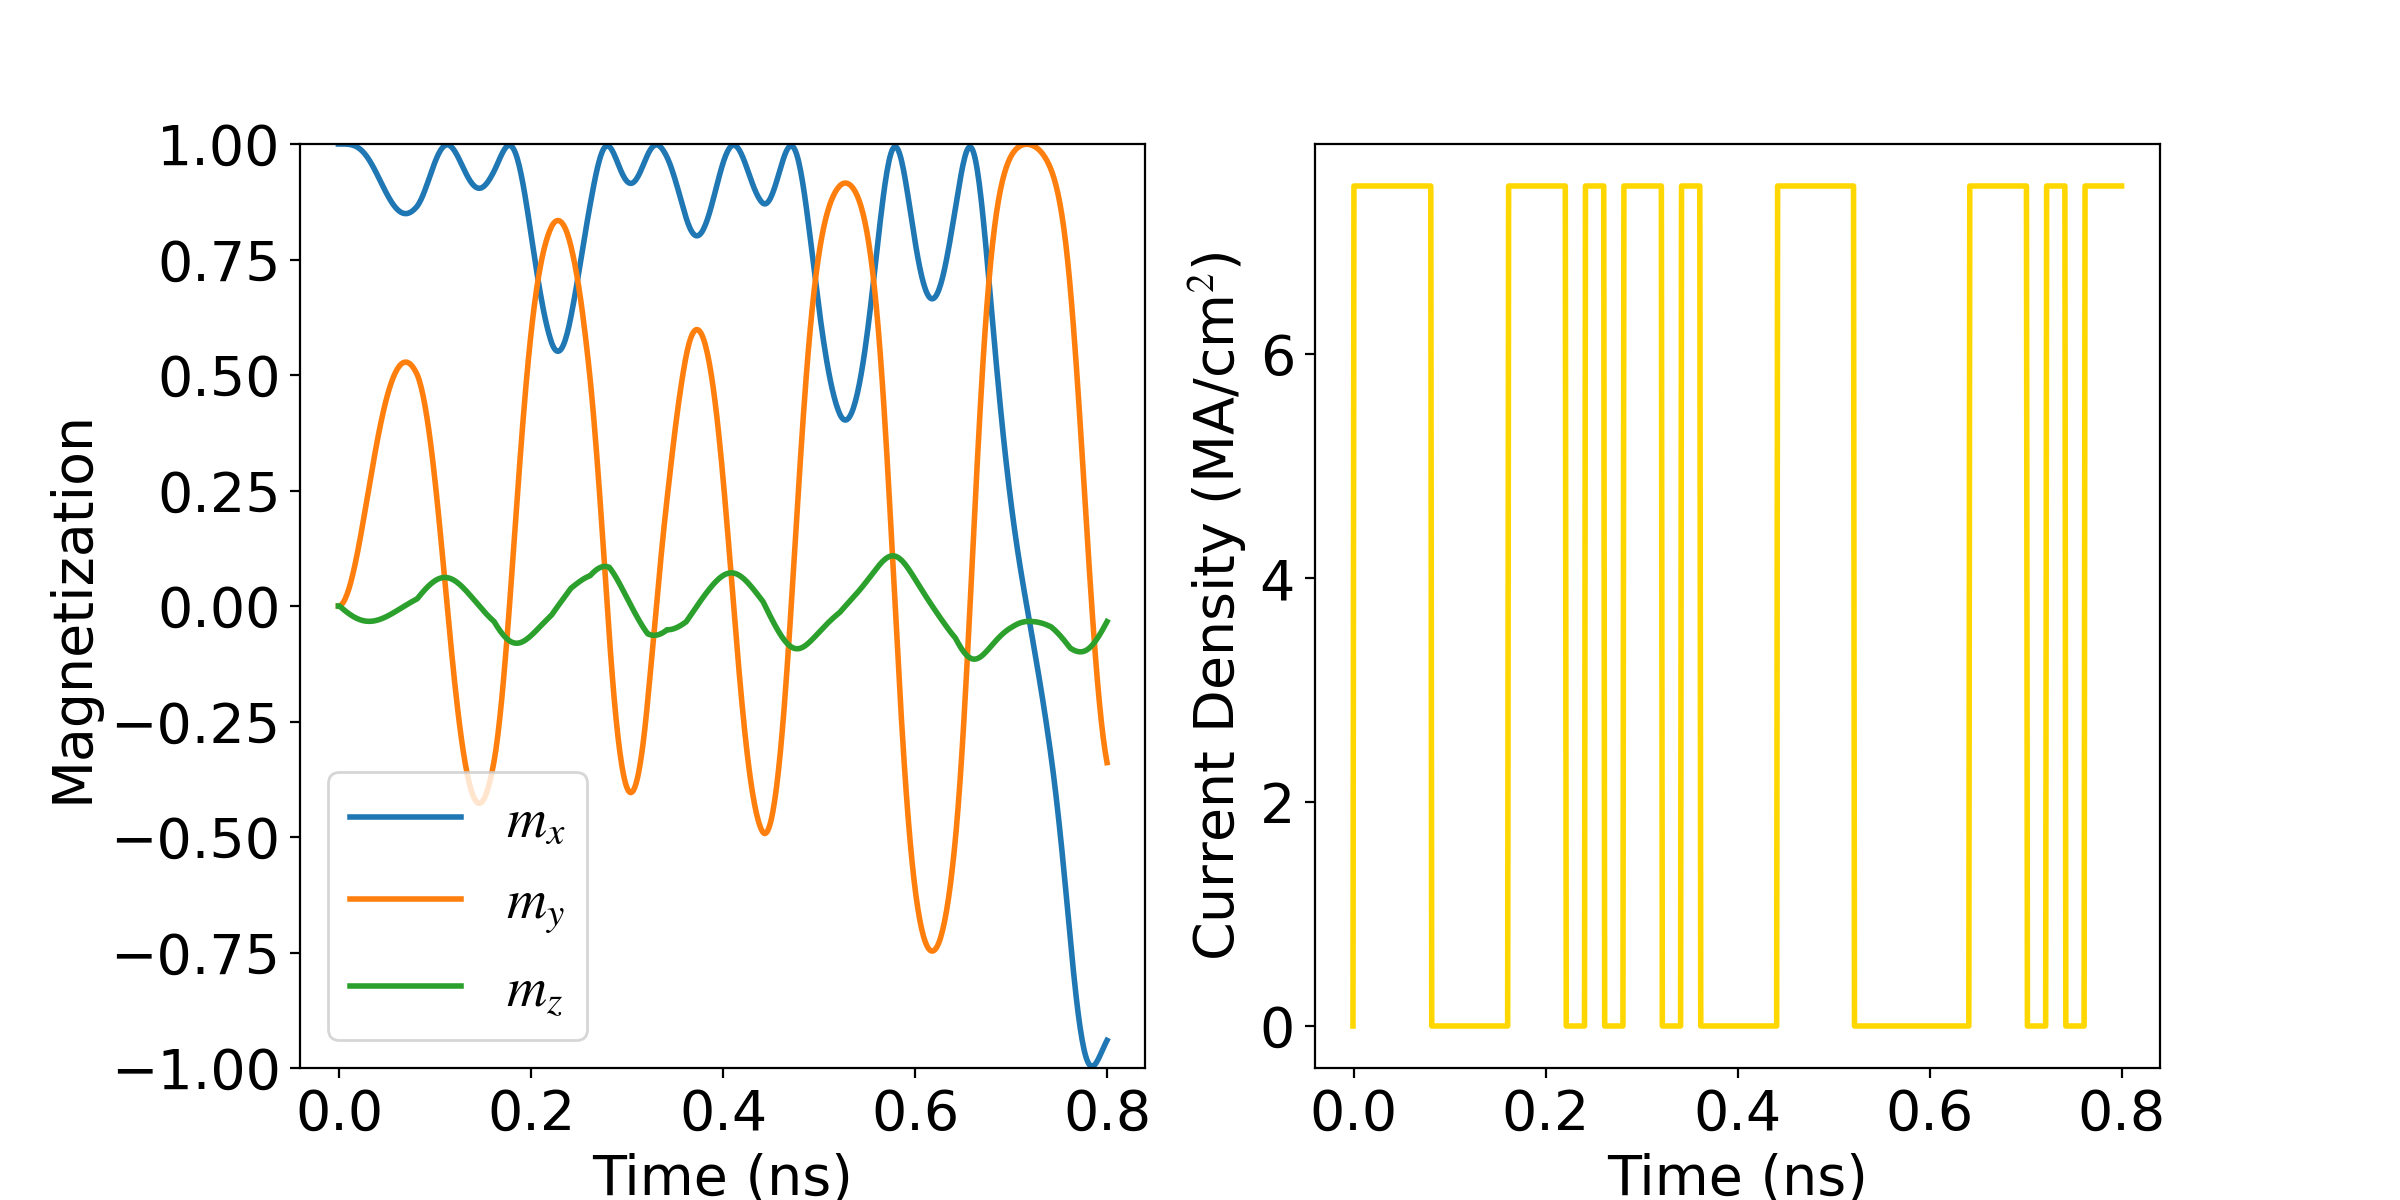 1.00
0.75
0.50
0.25
0.00
−0.25
−0.50
−0.75
−1.00
Magnetization
0.0 0.2 0.4 0.6 0.8
Time (ns)
m_x
m_y
m_z
6
4
2
0
Current Density (MA/cm²)
0.0 0.2 0.4 0.6 0.8
Time (ns)